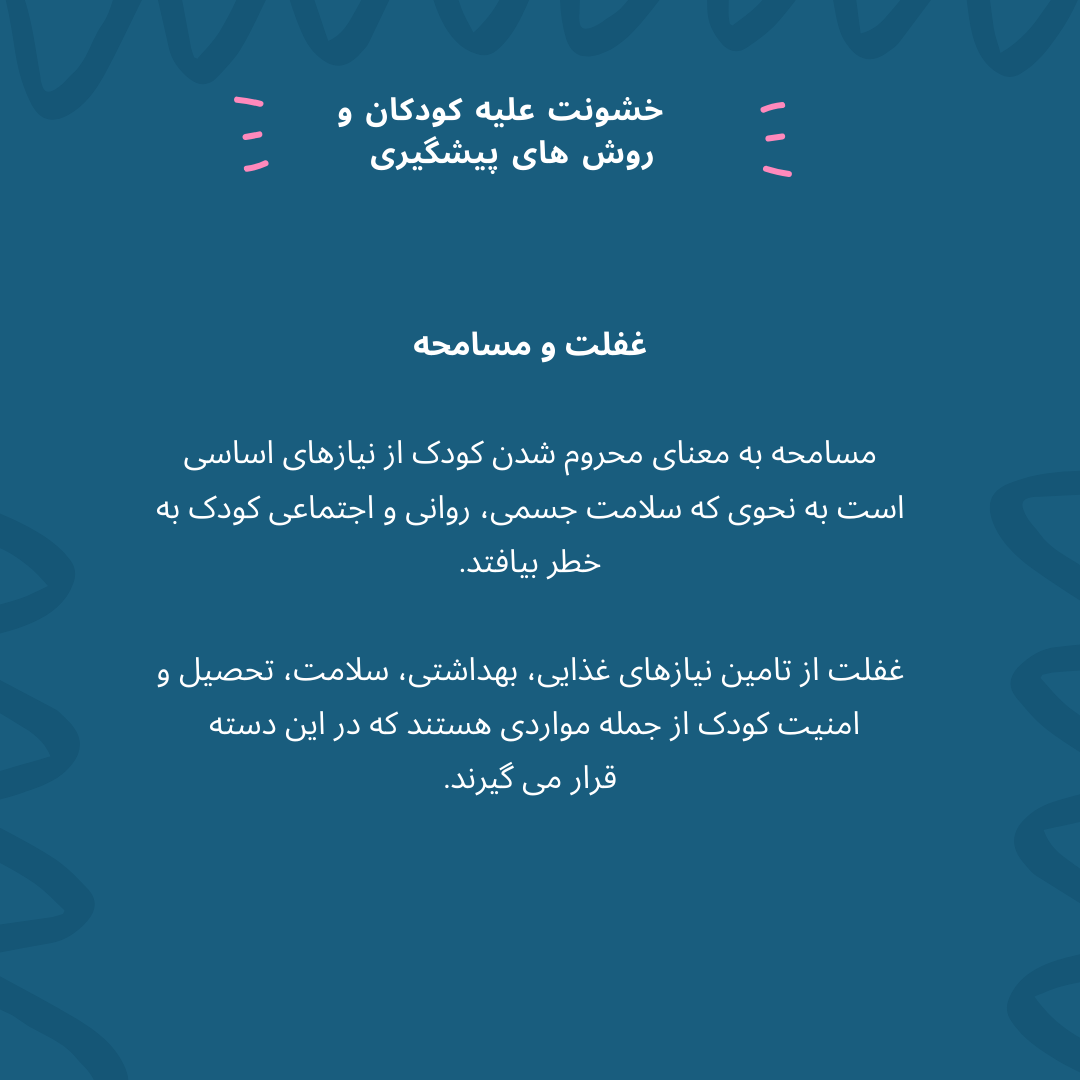 خشونت علیه کودکان و
روش های پیشگیری
غفلت و مسامحه
مسامحه به معنای محروم شدن کودک از نیازهای اساسی
است به نحوی که سلامت جسمی، روانی و اجتماعی کودک به
خطر بیافتد.
غفلت از تامین نیازهای غذایی، بهداشتی، سلامت، تحصیل و
امنیت کودک از جمله مواردی هستند که در این دسته
قرار می گیرند.